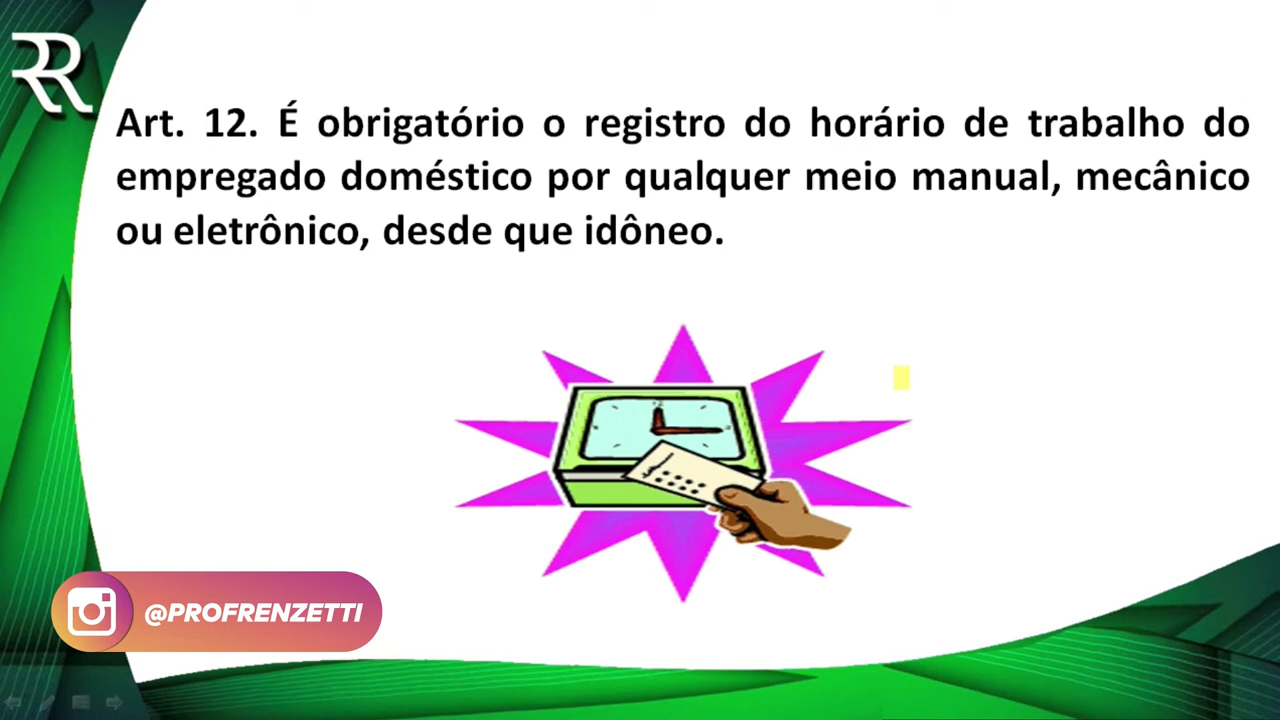 RR
Art. 12. É obrigatório o registro do horário de trabalho do
empregado doméstico por qualquer meio manual, mecânico
ou eletrônico, desde que idôneo.
@PROFRENZETTI